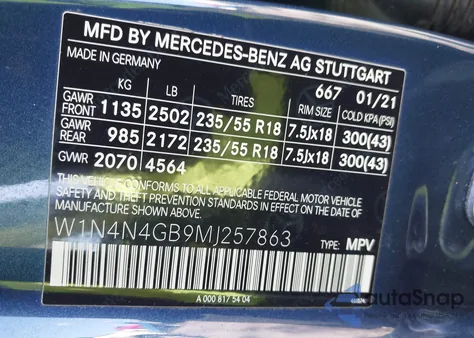 MFD BY MERCEDES-BENZ AG STUTTGART
MADE IN GERMANY 667 01/21
KG LB TIRES RIM SIZE COLD KPA(PSI)
GAWR FRONT 1135 2502 235/55 R18 7.5Jx18 300(43)
GAWR REAR 985 2172 235/55 R18 7.5Jx18 300(43)
GWR 2070 4564
THIS VEHICLE CONFORMS TO ALL APPLICABLE FEDERAL MOTOR VEHICLE
SAFETY AND THEFT PREVENTION STANDARDS IN EFFECT ON THE DATE OF
MANUFACTURE SHOWN ABOVE.
W1N4N4GB9MJ257863 TYPE: MPV
A 000 817 54 04
autoSnap